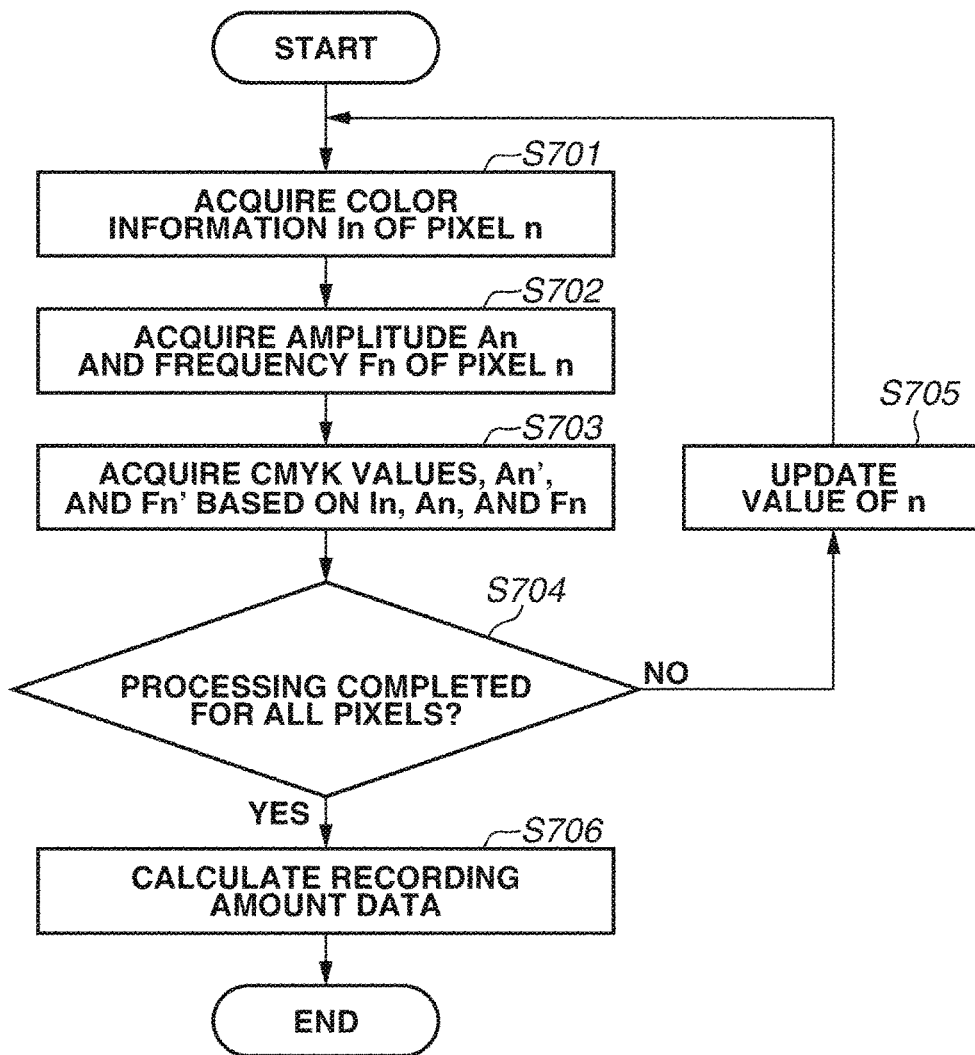 START
S701
ACQUIRE COLOR
INFORMATION In OF PIXEL n
S702
ACQUIRE AMPLITUDE An
AND FREQUENCY Fn OF PIXEL n
S703
ACQUIRE CMYK VALUES, An’,
AND Fn’ BASED ON In, An, AND Fn
S705
UPDATE
VALUE OF n
S704
PROCESSING COMPLETED
FOR ALL PIXELS?
NO
YES
S706
CALCULATE RECORDING
AMOUNT DATA
END